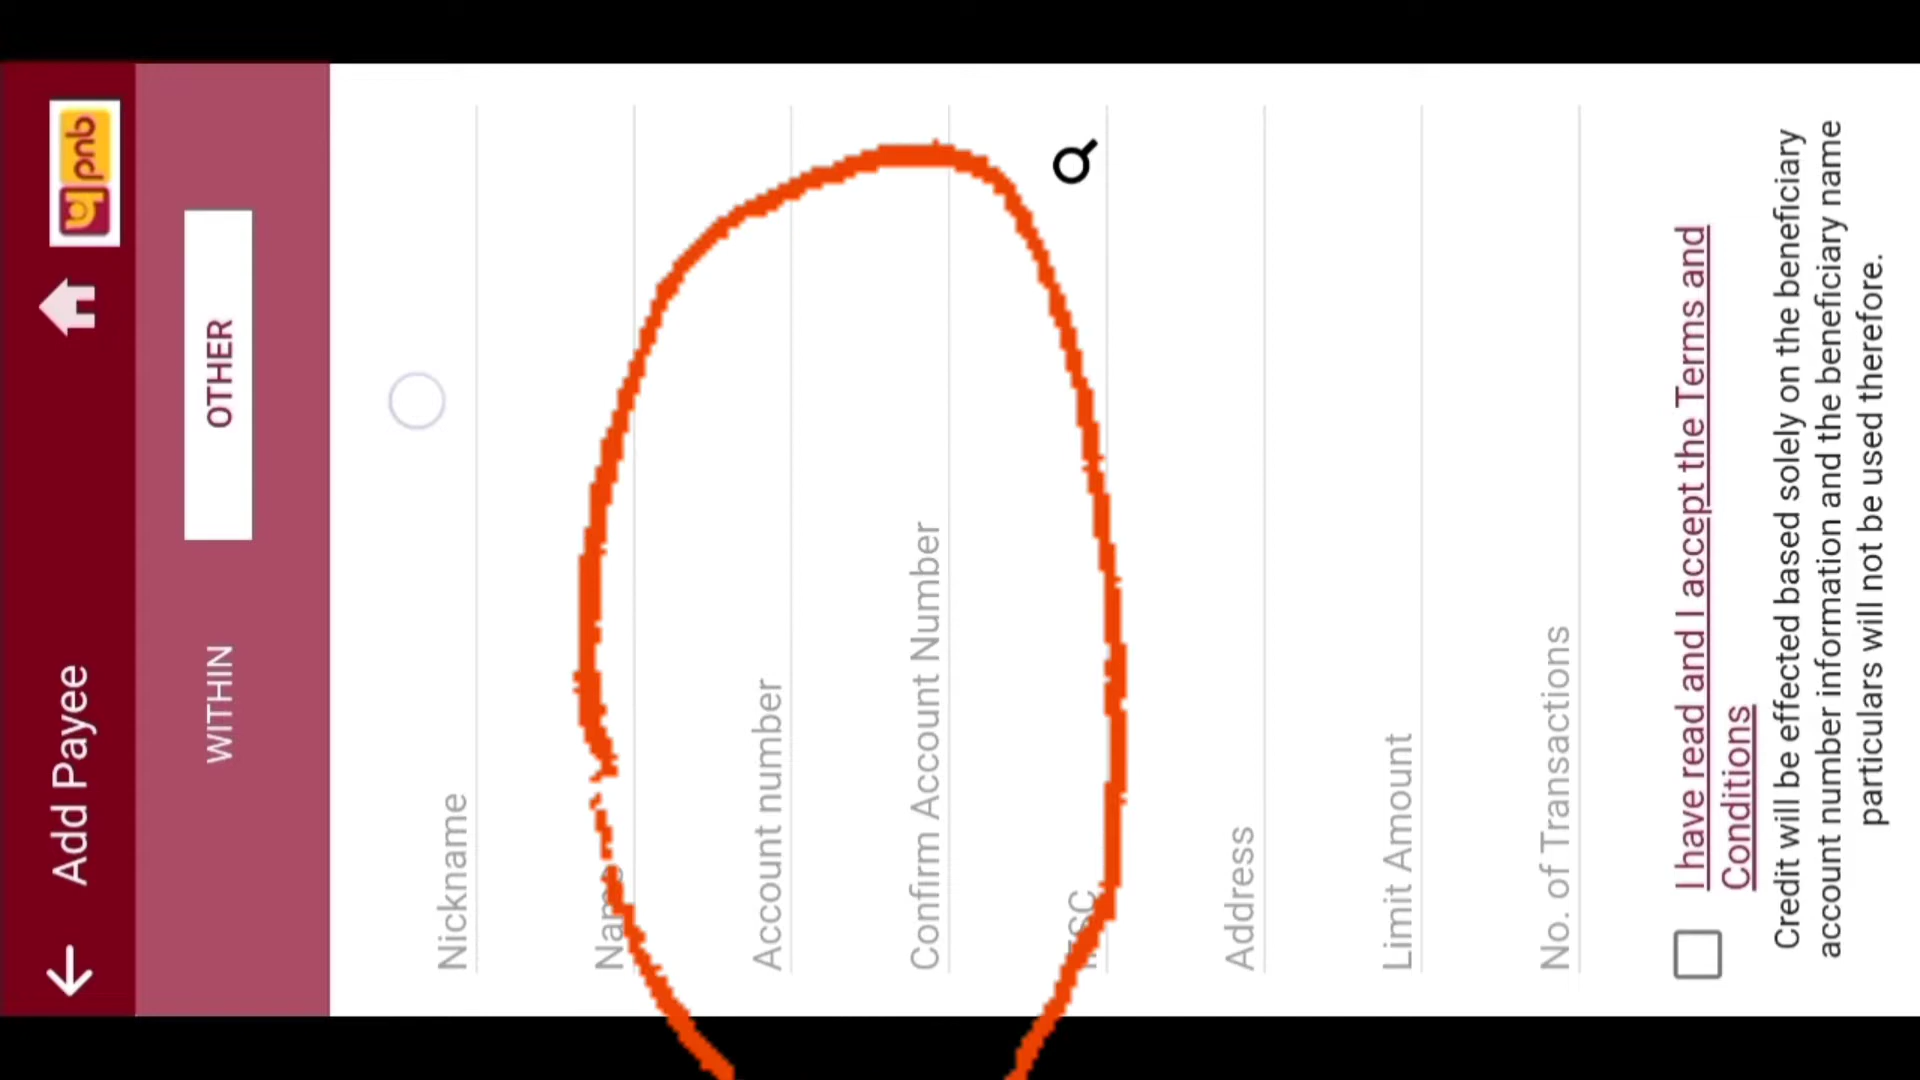 Add Payee
pnb
WITHIN
OTHER
Nickname
Name
Account number
Confirm Account Number
IFSC
Address
Limit Amount
No. of Transactions
I have read and I accept the Terms and
Conditions
Credit will be effected based solely on the beneficiary
account number information and the beneficiary name
particulars will not be used therefore.